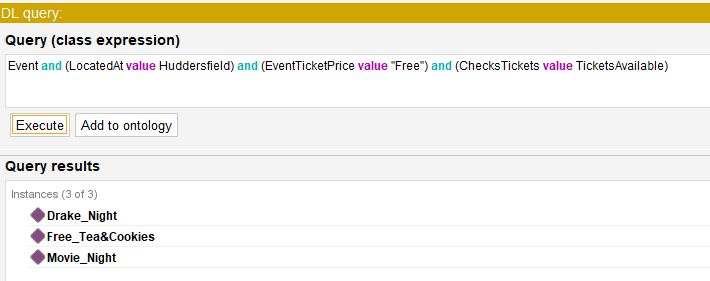 DL query:
Query (class expression)
Event and (LocatedAt value Huddersfield) and (EventTicketPrice value "Free") and (ChecksTickets value TicketsAvailable)
Execute Add to ontology
Query results
Instances (3 of 3)
Drake_Night
Free_Tea&Cookies
Movie_Night